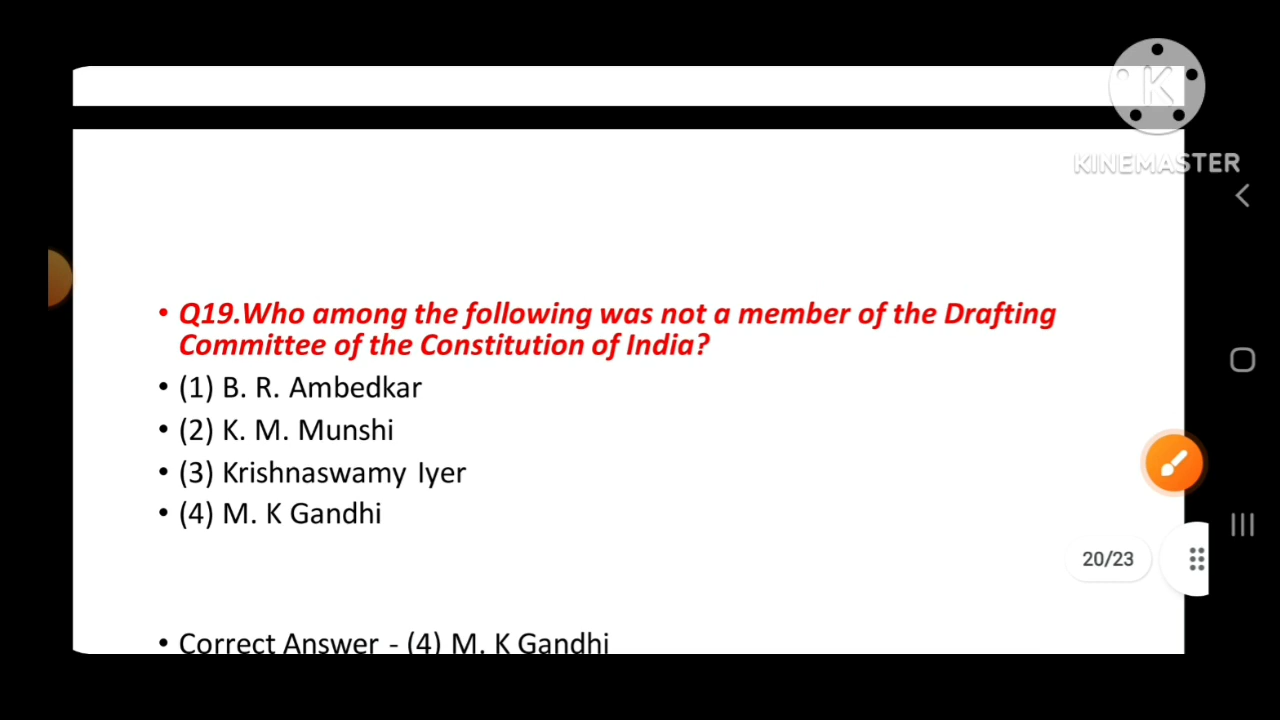 K
KINEMASTER
• Q19.Who among the following was not a member of the Drafting
Committee of the Constitution of India?
• (1) B. R. Ambedkar
• (2) K. M. Munshi
• (3) Krishnaswamy Iyer
• (4) M. K Gandhi
20/23
• Correct Answer - (4) M. K Gandhi